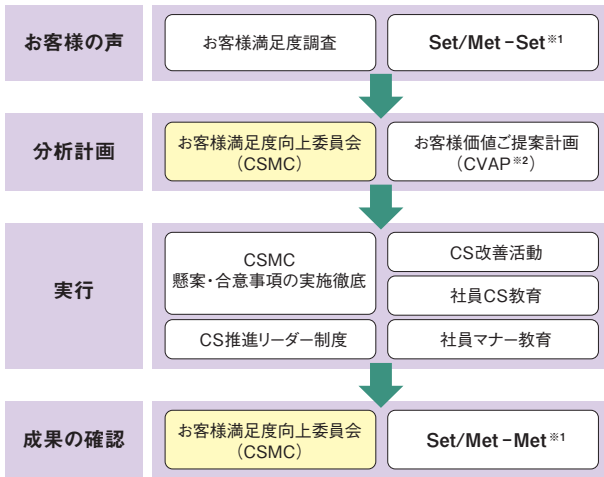 お客様の声
お客様満足度調査
Set/Met–Set※1
分析計画
お客様満足度向上委員会
(CSMC)
お客様価値ご提案計画
(CVAP※2)
実行
CSMC
懸案・合意事項の実施徹底
CS推進リーダー制度
CS改善活動
社員CS教育
社員マナー教育
成果の確認
お客様満足度向上委員会
(CSMC)
Set/Met–Met※1